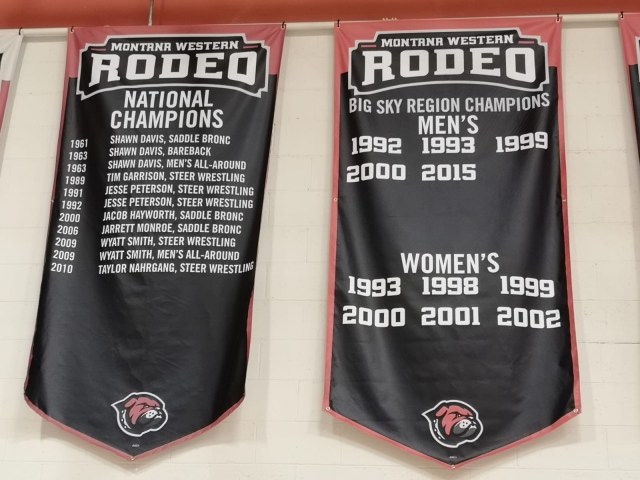 MONTANA WESTERN
RODEO
NATIONAL
CHAMPIONS
1961 SHAWN DAVIS, SADDLE BRONC
1963 SHAWN DAVIS, BAREBACK
1963 SHAWN DAVIS, MEN'S ALL-AROUND
1989 TIM GARRISON, STEER WRESTLING
1991 JESSE PETERSON, STEER WRESTLING
1992 JESSE PETERSON, STEER WRESTLING
2000 JACOB HAYWORTH, SADDLE BRONC
2006 JARRETT MONROE, SADDLE BRONC
2009 WYATT SMITH, STEER WRESTLING
2009 WYATT SMITH, MEN'S ALL-AROUND
2010 TAYLOR NAHRGANG, STEER WRESTLING
MONTANA WESTERN
RODEO
BIG SKY REGION CHAMPIONS
MEN'S
1992 1993 1999
2000 2015
WOMEN'S
1993 1998 1999
2000 2001 2002